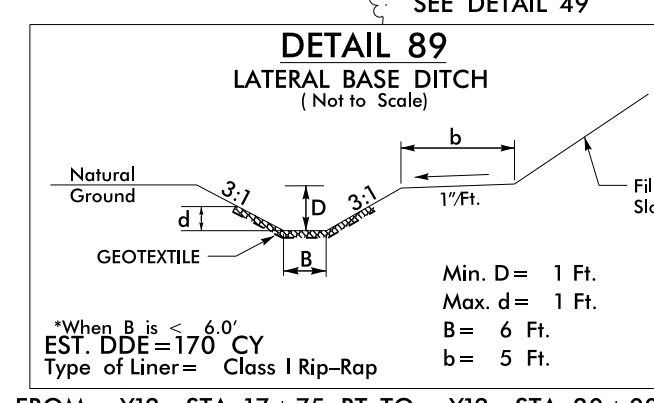 SEE DETAIL 49
DETAIL 89
LATERAL BASE DITCH
( Not to Scale)
b
Natural
Ground
3:1
D
3:1
1"/Ft.
d
GEOTEXTILE
B
Min. D = 1 Ft.
Max. d = 1 Ft.
B = 6 Ft.
b = 5 Ft.
*When B is < 6.0'
EST. DDE = 170 CY
Type of Liner = Class I Rip-Rap